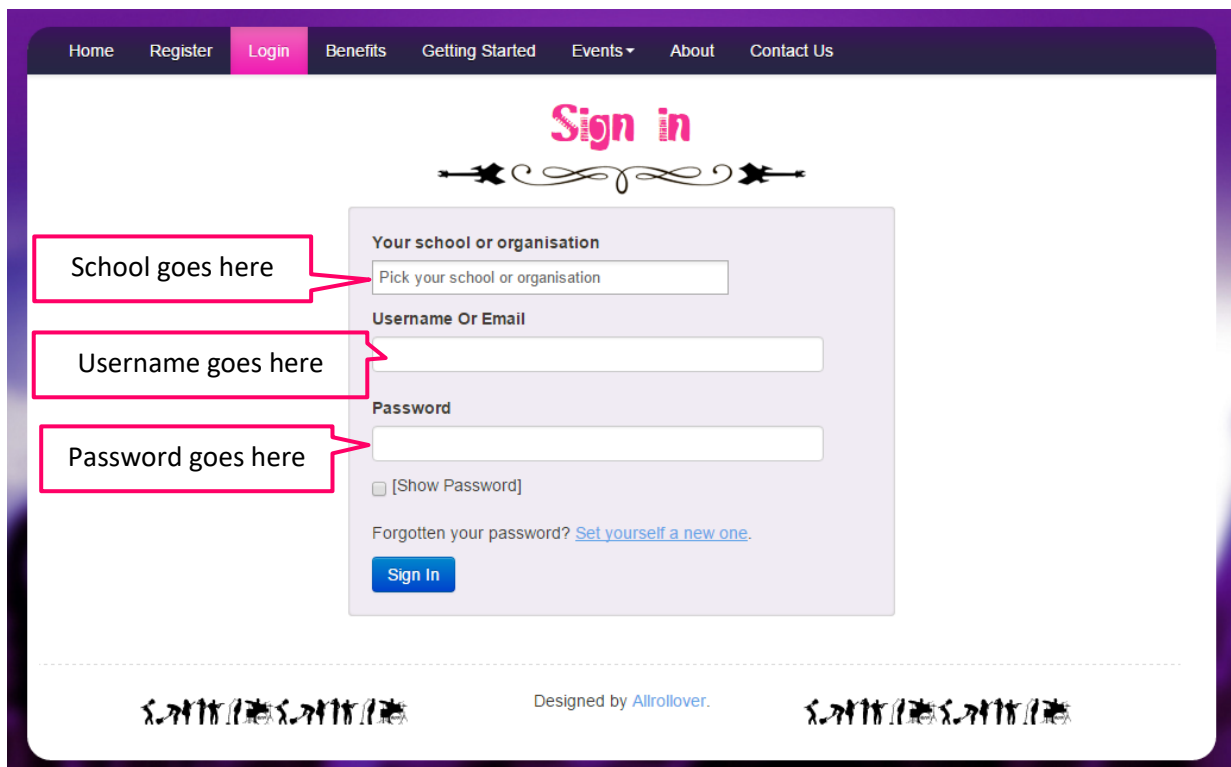 Home Register Login Benefits Getting Started Events About Contact Us
Sign in
Your school or organisation
School goes here
Pick your school or organisation
Username Or Email
Username goes here
Password
Password goes here
[Show Password]
Forgotten your password? Set yourself a new one.
Sign In
Designed by Allrollover.